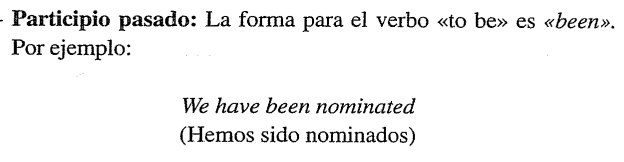 - Participio pasado: La forma para el verbo «to be» es «been».
Por ejemplo:
We have been nominated
(Hemos sido nominados)